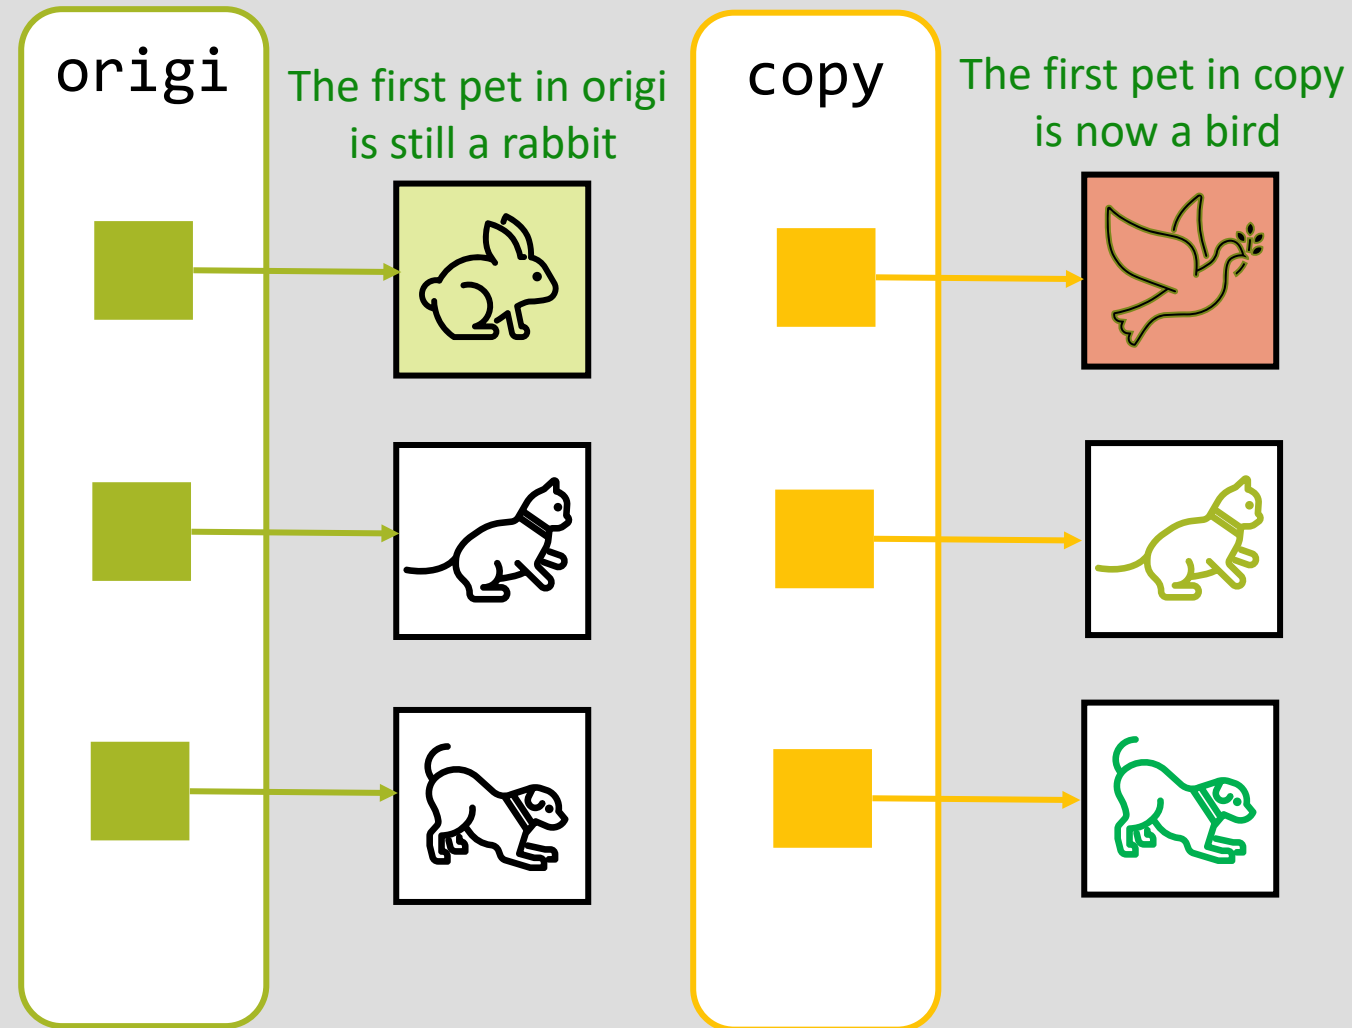 origi
The first pet in origi
is still a rabbit
copy
The first pet in copy
is now a bird